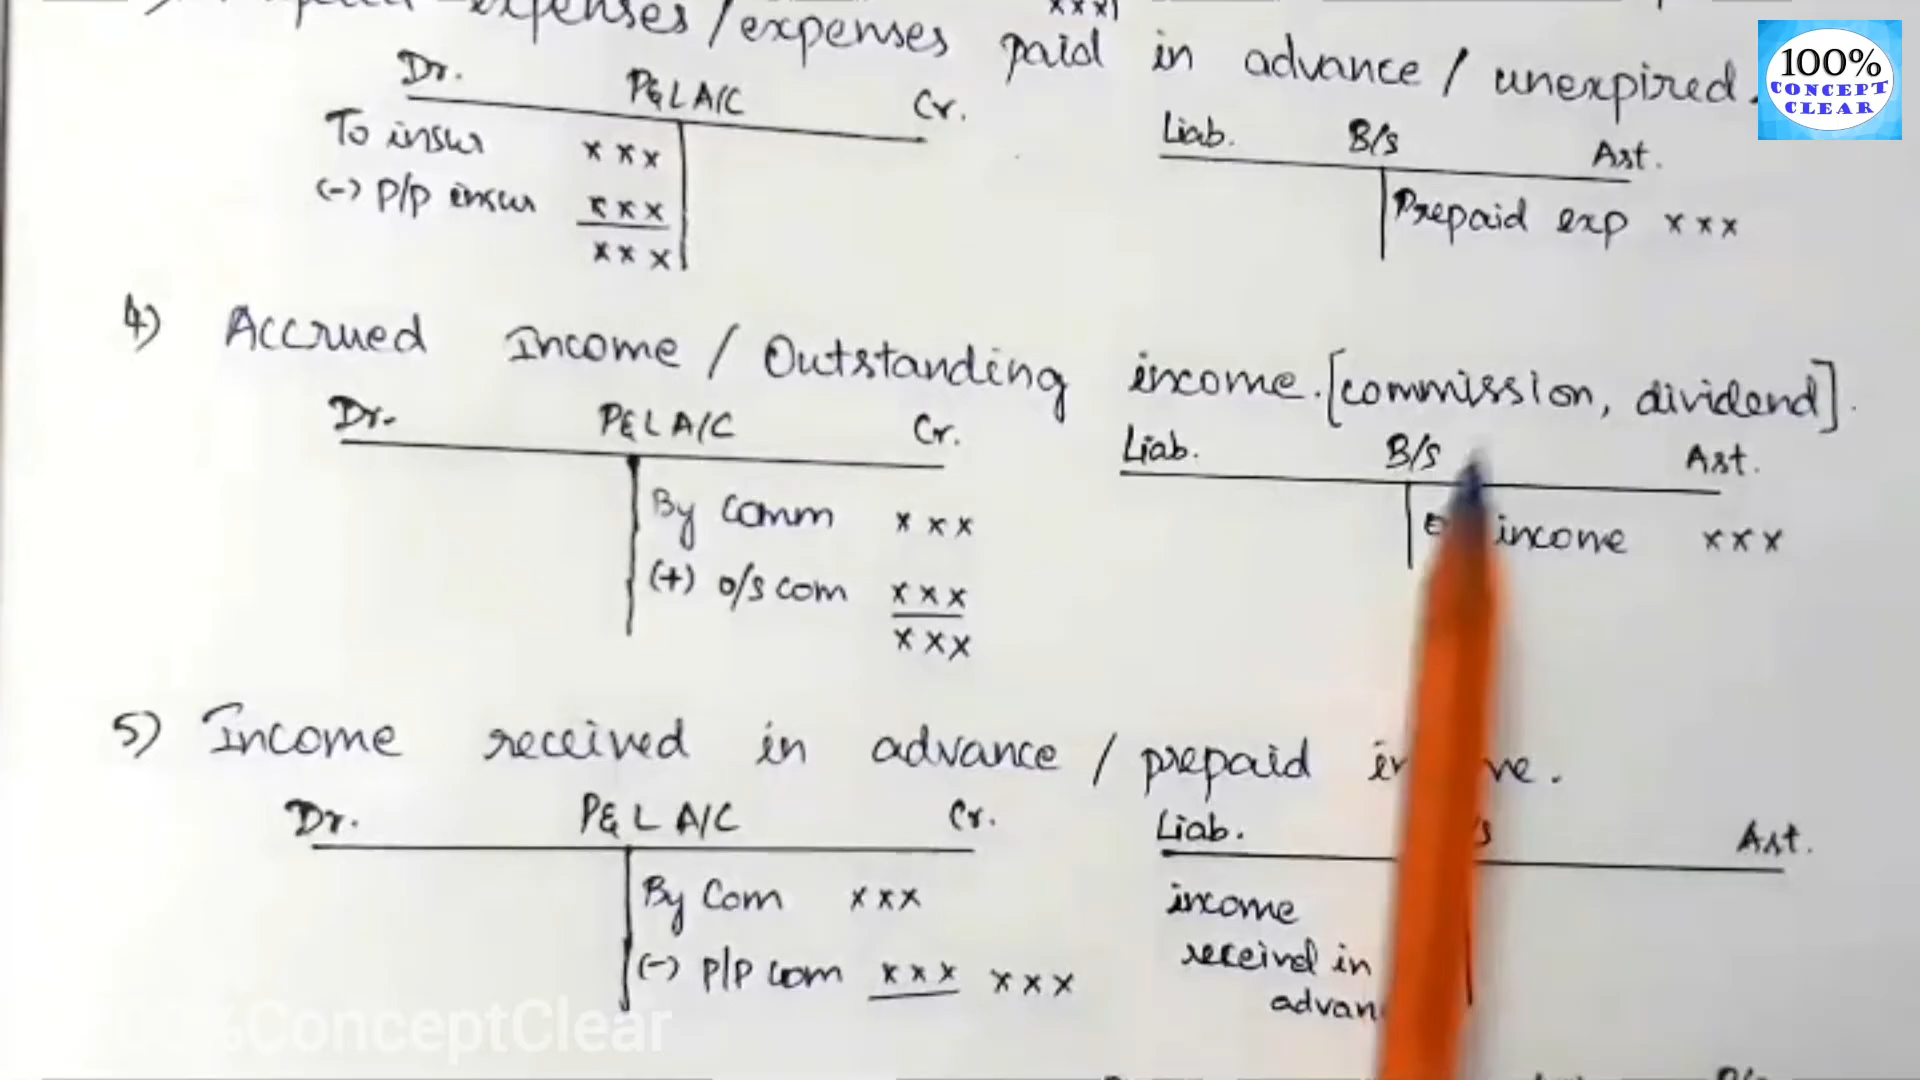 expenses/expenses paid in advance / unexpired.
xxx
Dr. P&L A/C Cr.
To insur xxx
(-) P/P insur xxx
xxx
Liab. B/s Ast.
Prepaid exp xxx
4) Accrued Income / Outstanding income. [commission, dividend].
Dr. P&L A/C Cr.
By Comm xxx
(+) o/s com xxx
xxx
Liab. B/s Ast.
income xxx
5) Income received in advance / prepaid
Dr. P&L A/C Cr.
By Com xxx
(-) P/P com xxx xxx
Liab. Ast.
income
received in
advan
100%
CONCEPT
CLEAR
%ConceptClear